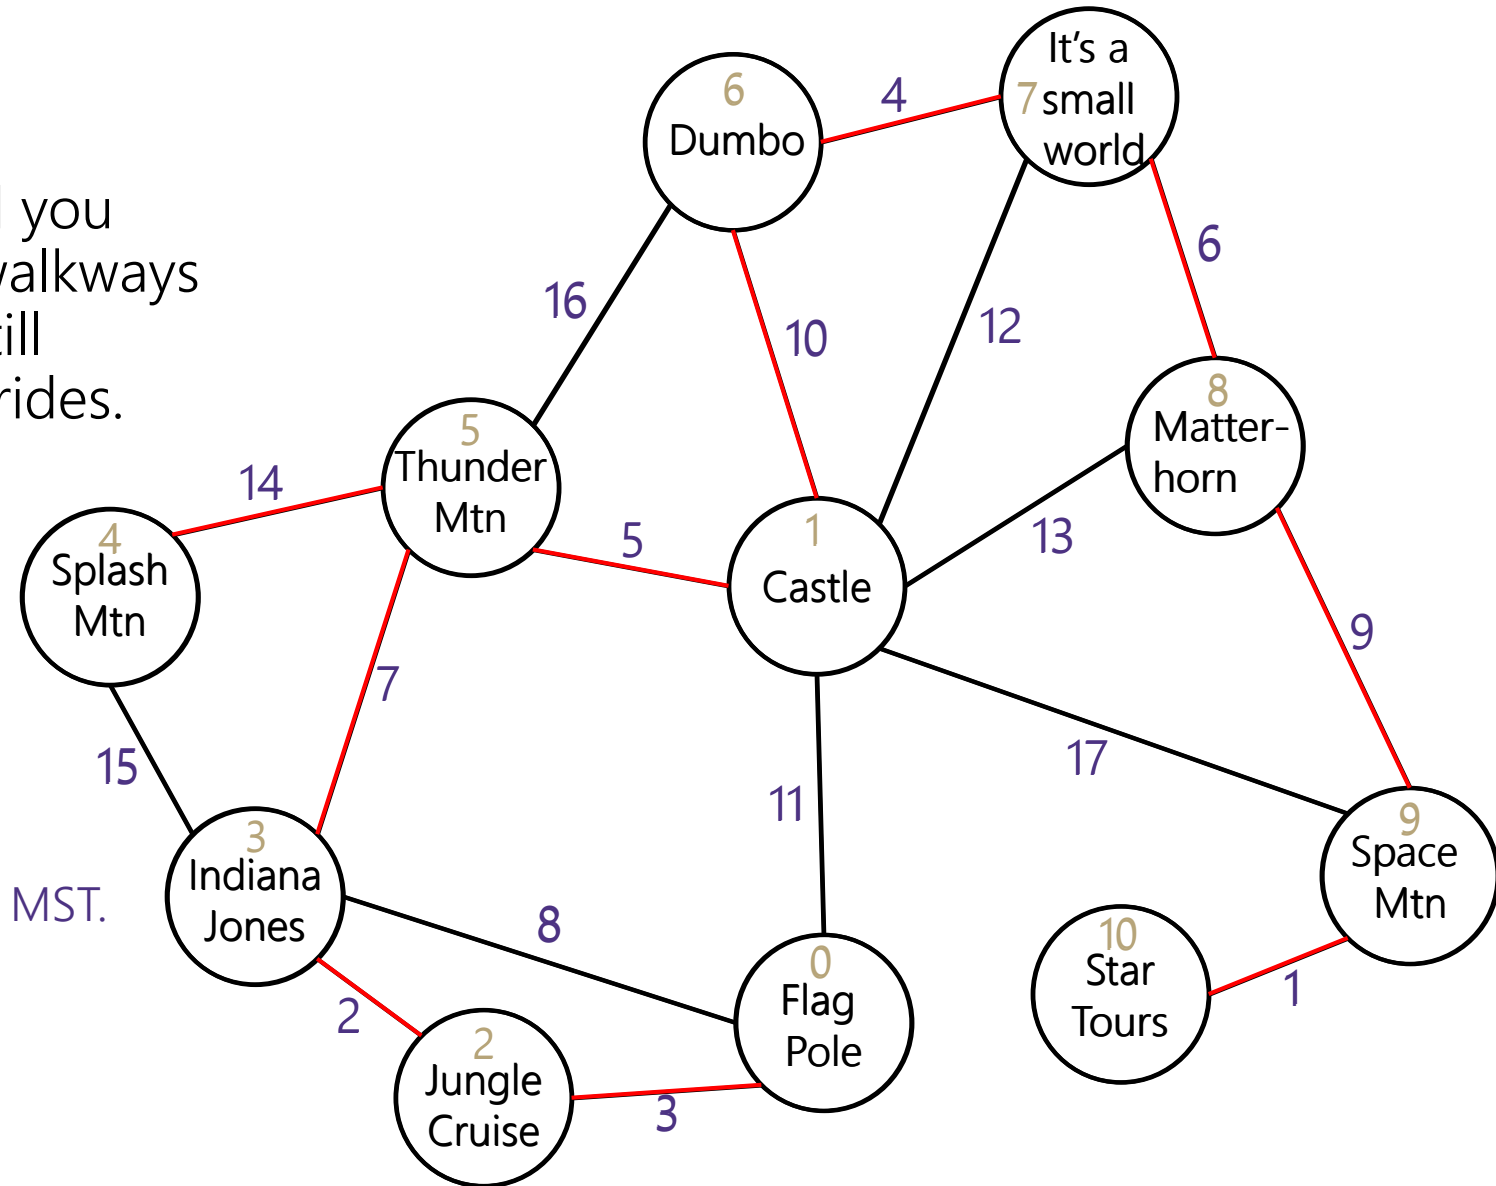 you
walkways
till
rides.
MST.
6
Dumbo
4
It's a
7 small
world
6
16
10
12
8
Matter-
horn
5
Thunder
Mtn
14
4
Splash
Mtn
5
1
Castle
13
9
7
15
11
17
3
Indiana
Jones
8
9
Space
Mtn
0
Flag
Pole
10
Star
Tours
1
2
2
Jungle
Cruise
3